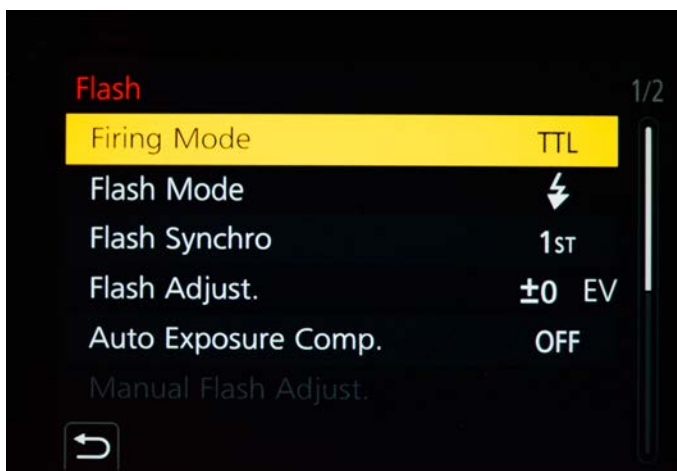 Flash
1/2
Firing Mode TTL
Flash Mode
Flash Synchro 1ST
Flash Adjust. ±0 EV
Auto Exposure Comp. OFF
Manual Flash Adjust.